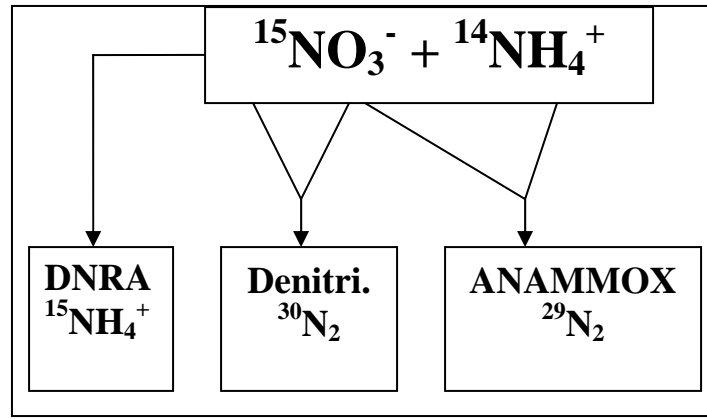 ¹⁵NO₃⁻ + ¹⁴NH₄⁺
DNRA
¹⁵NH₄⁺
Denitri.
³⁰N₂
ANAMMOX
²⁹N₂